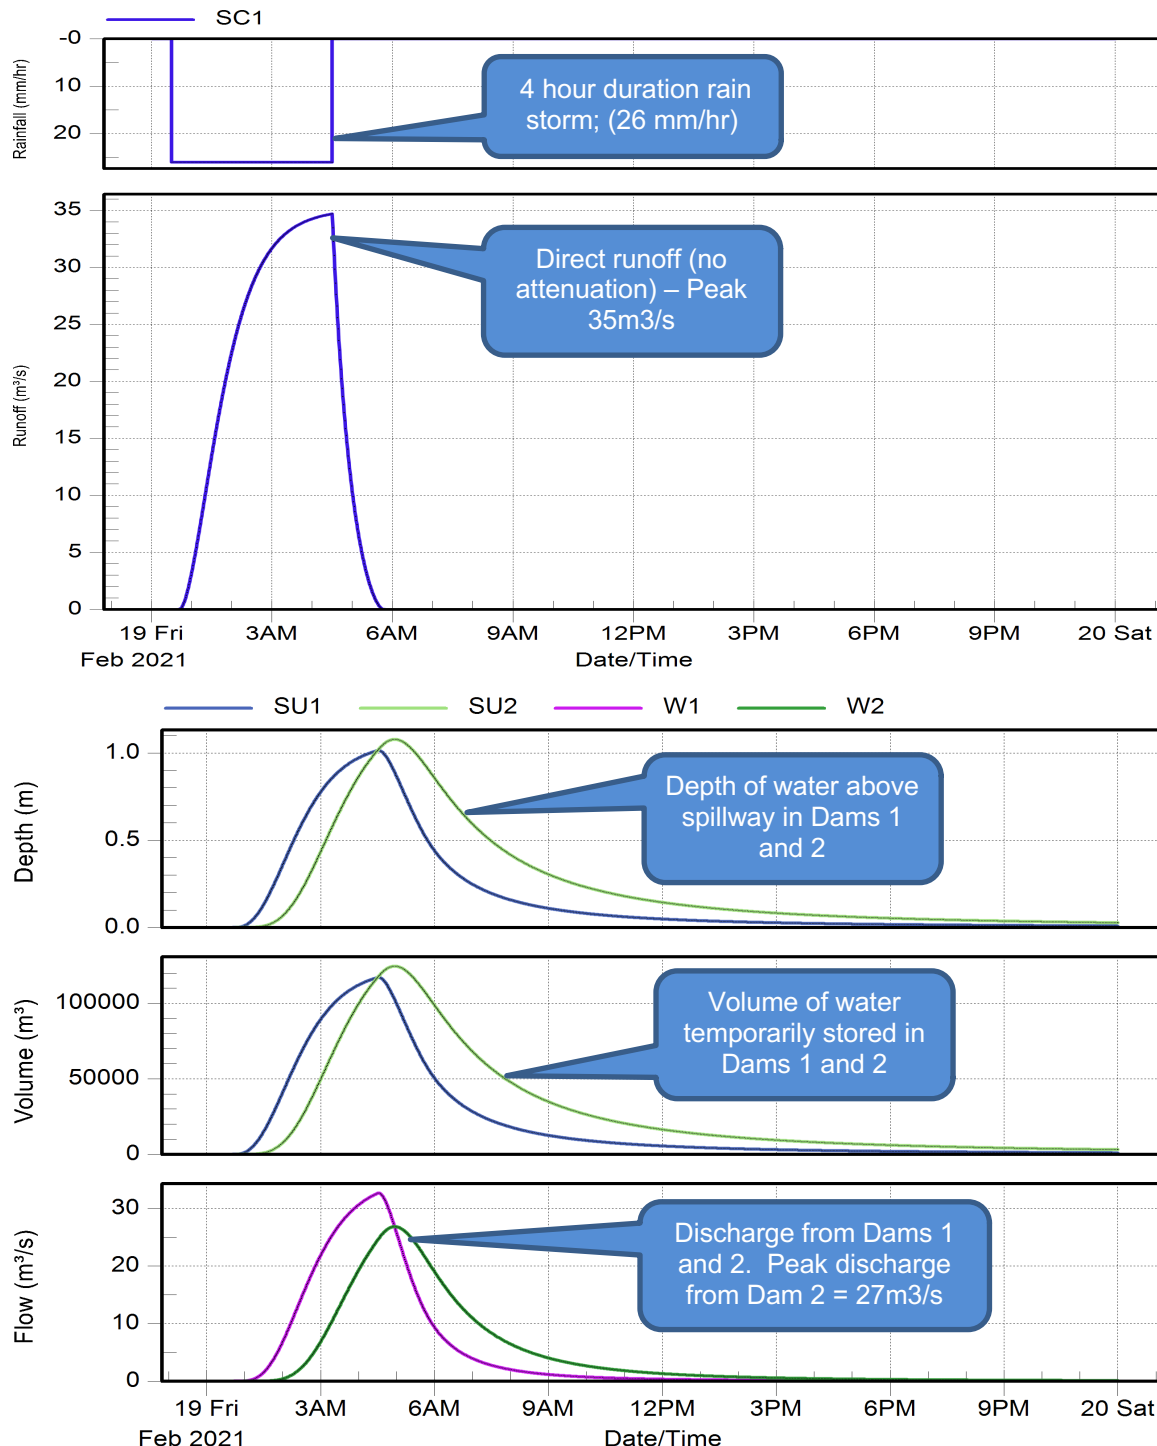 SC1
Rainfall (mm/hr)
-0
10
20
4 hour duration rain
storm; (26 mm/hr)
Runoff (m³/s)
35
30
25
20
15
10
5
0
Direct runoff (no
attenuation) – Peak
35m3/s
19 Fri 3AM 6AM 9AM 12PM 3PM 6PM 9PM 20 Sat
Feb 2021 Date/Time
SU1 SU2 W1 W2
Depth (m)
1.0
0.5
0.0
Depth of water above
spillway in Dams 1
and 2
Volume (m³)
100000
50000
0
Volume of water
temporarily stored in
Dams 1 and 2
Flow (m³/s)
30
20
10
0
Discharge from Dams 1
and 2. Peak discharge
from Dam 2 = 27m3/s
19 Fri 3AM 6AM 9AM 12PM 3PM 6PM 9PM 20 Sat
Feb 2021 Date/Time